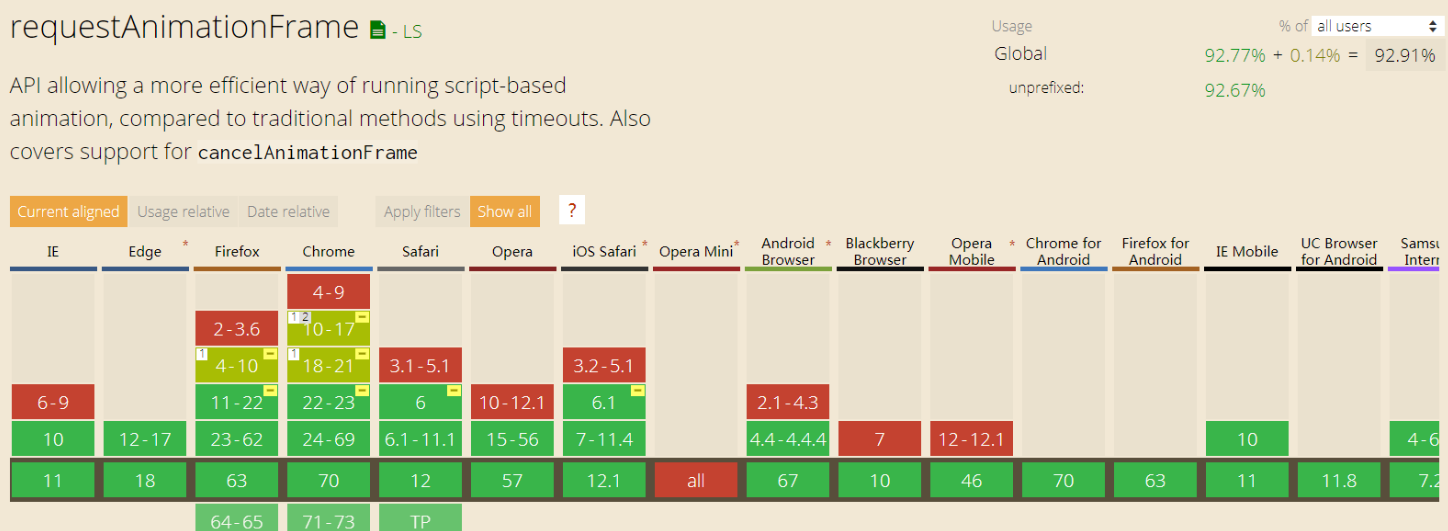 requestAnimationFrame - LS
Usage % of all users
Global 92.77% + 0.14% = 92.91%
unprefixed: 92.67%
API allowing a more efficient way of running script-based
animation, compared to traditional methods using timeouts. Also
covers support for cancelAnimationFrame
Current aligned Usage relative Date relative Apply filters Show all ?
IE Edge * Firefox Chrome Safari Opera iOS Safari * Opera Mini * Android Browser * Blackberry Browser Opera Mobile * Chrome for Android Firefox for Android IE Mobile UC Browser for Android
4-9
2-3.6 1 2 10-17 -
1 4-10 - 1 18-21 - 3.1-5.1 3.2-5.1
6-9 11-22 - 22-23 - 6 - 10-12.1 6.1 - 2.1-4.3
10 12-17 23-62 24-69 6.1-11.1 15-56 7-11.4 4.4-4.4.4 7 12-12.1 10 4-6
11 18 63 70 12 57 12.1 all 67 10 46 70 63 11 11.8 7.2
64-65 71-73 TP